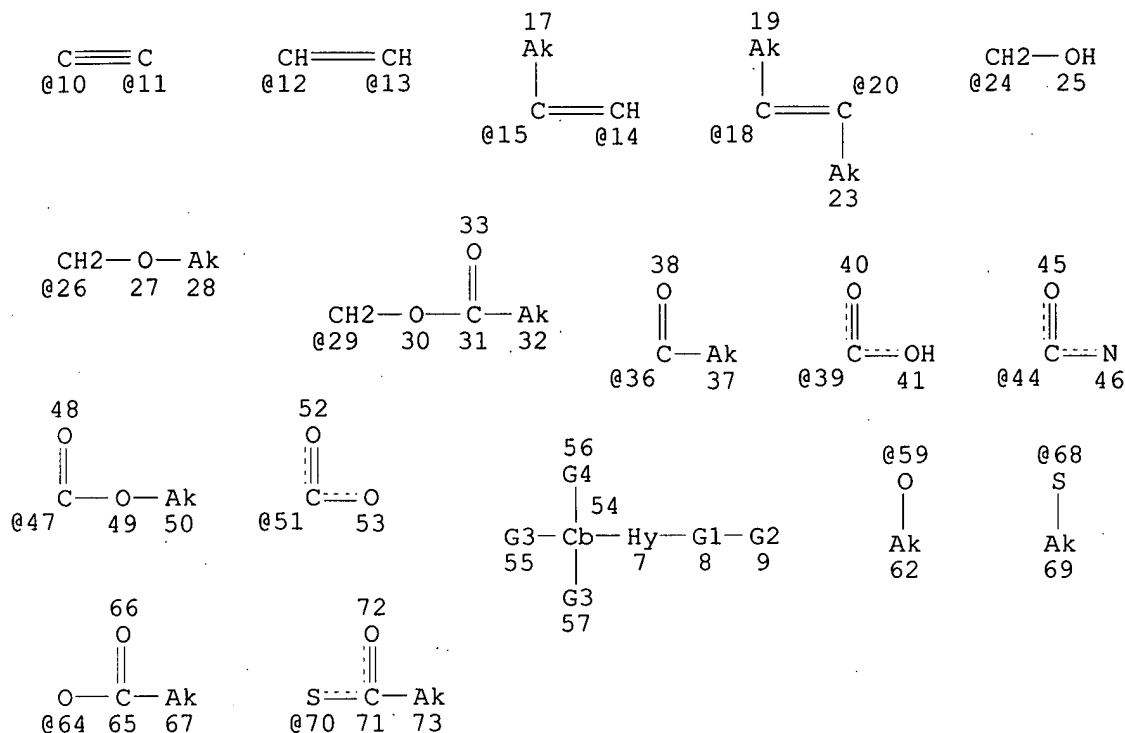 17 19
C C CH CH Ak Ak CH2 OH
@10 @11 @12 @13 @20 @24 25
C CH C C
@15 @14 @18
Ak
23
33
CH2 O Ak O 38 40 45
@26 27 28 O O O
CH2 O C Ak
@29 30 31 32 C Ak C OH C N
@36 37 @39 41 @44 46
48 52
O O 56 @59 @68
G4 O S
54
C O Ak C O G3 Cb Hy G1 G2
@47 49 50 @51 53 55 7 8 9 Ak Ak
62 69
G3
66 72 57
O O
O C Ak S C Ak
@64 65 67 @70 71 73